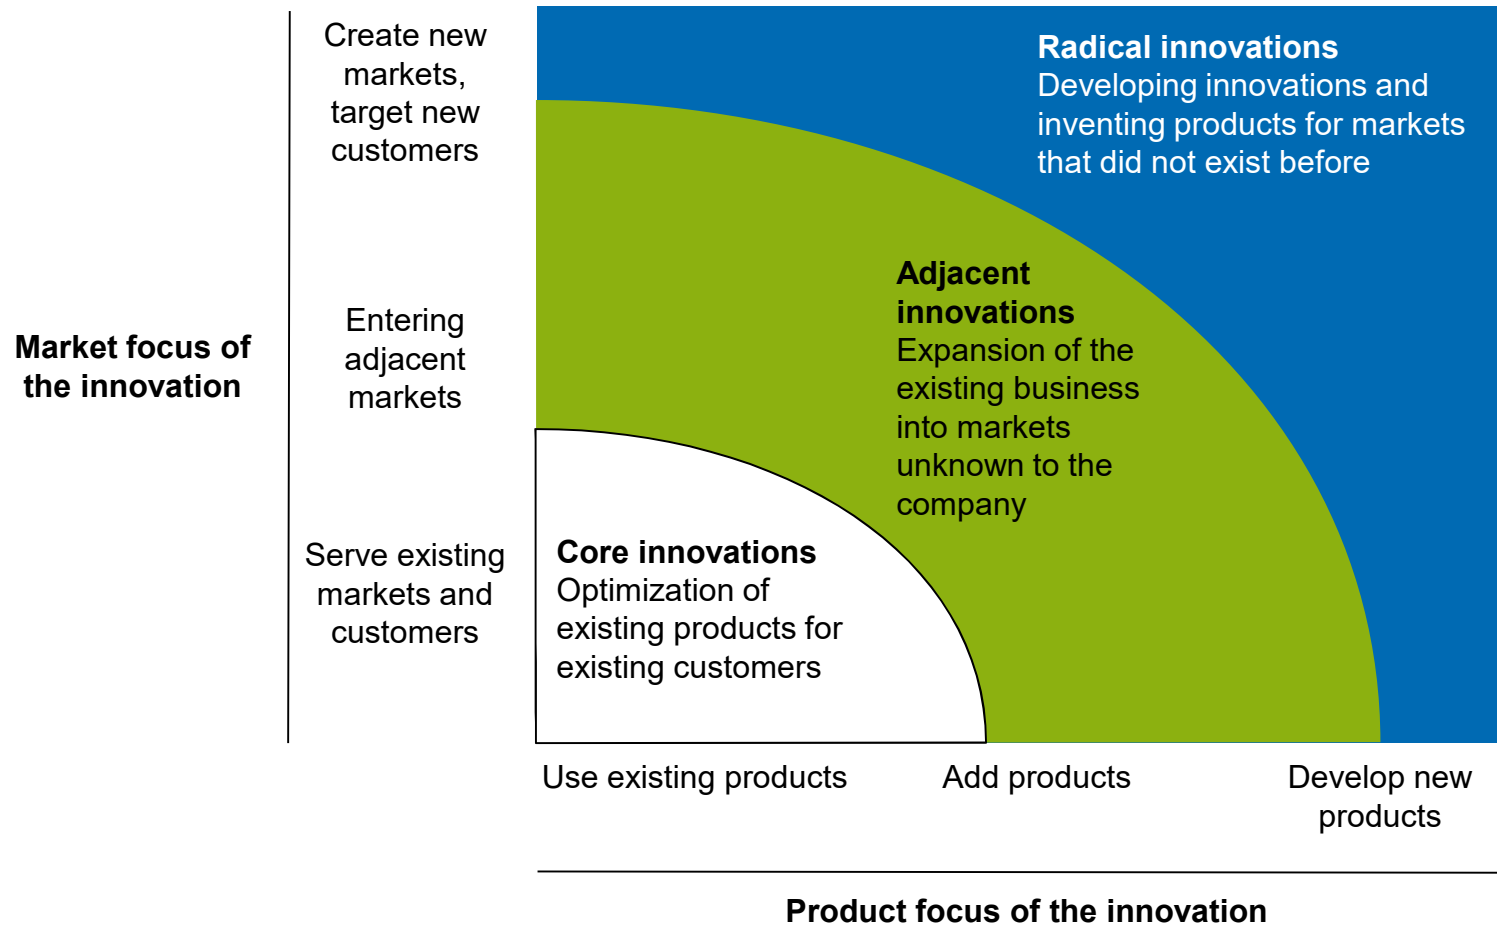 Create new
markets,
target new
customers
Radical innovations
Developing innovations and
inventing products for markets
that did not exist before
Adjacent
innovations
Expansion of the
existing business
into markets
unknown to the
company
Market focus of
the innovation
Entering
adjacent
markets
Serve existing
markets and
customers
Core innovations
Optimization of
existing products for
existing customers
Use existing products
Add products
Develop new
products
Product focus of the innovation